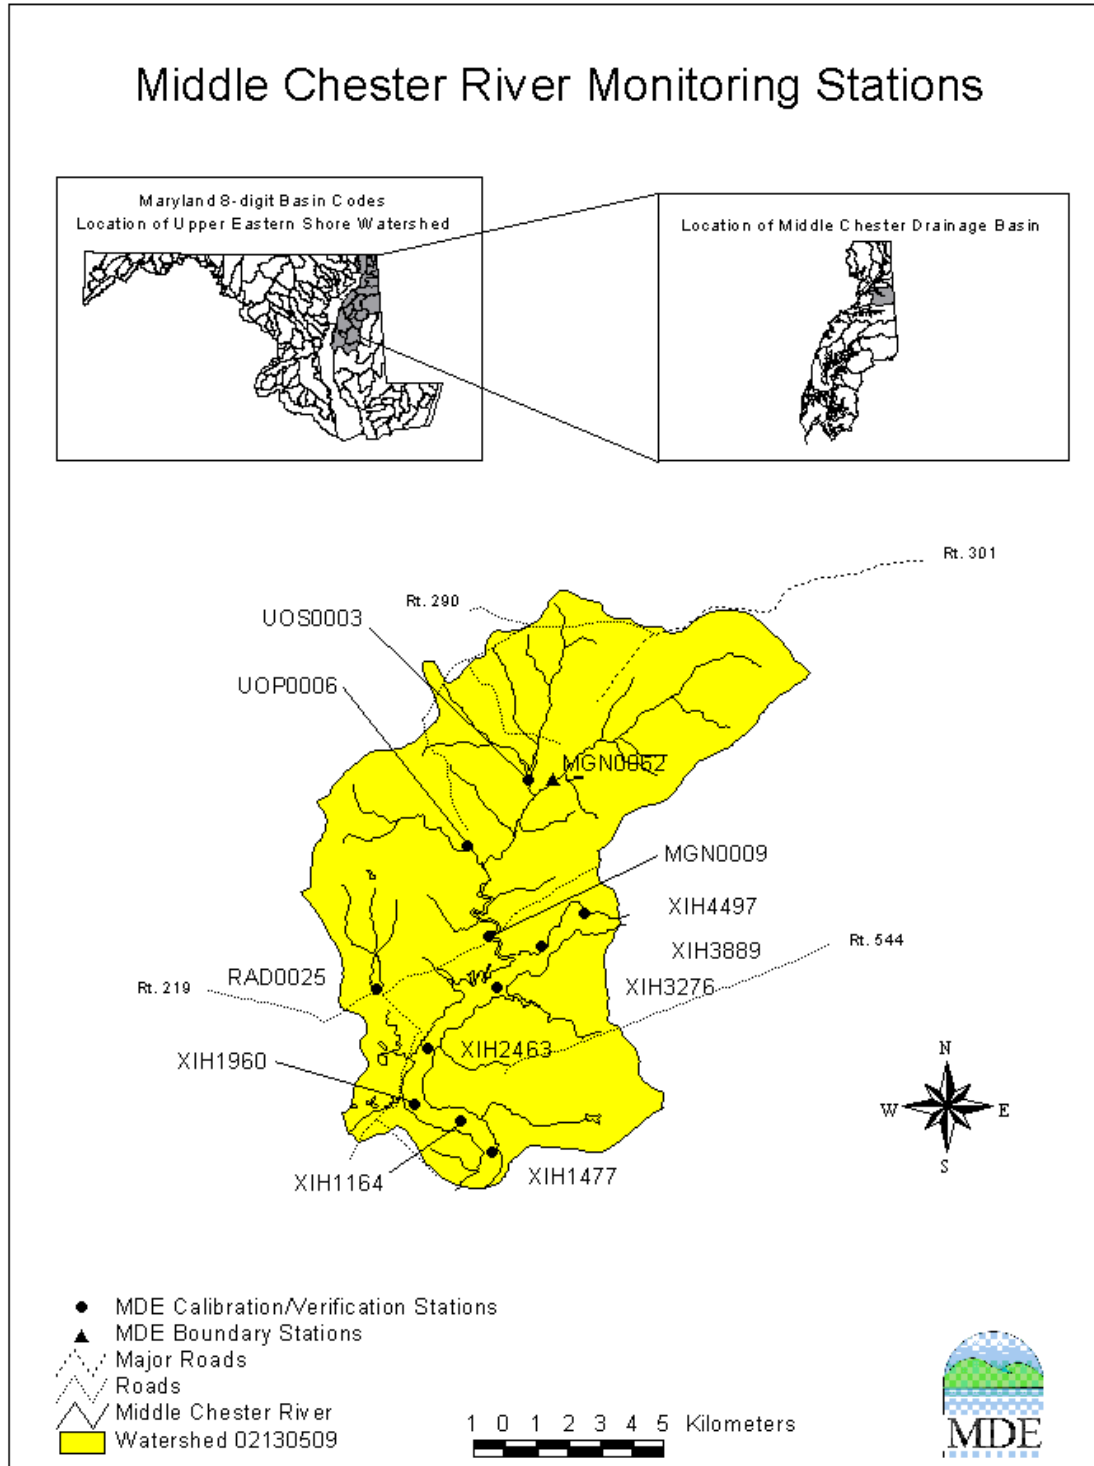 Middle Chester River Monitoring Stations
Maryland 8-digit Basin Codes
Location of Upper Eastern Shore Watershed
Location of Middle Chester Drainage Basin
Rt. 301
Rt. 290
UOS0003
UOP0006
MGN0062
MGN0009
XIH4497
Rt. 544
XIH3889
RAD0025
Rt. 219
XIH3276
XIH2463
XIH1960
N
W
E
S
XIH1164
XIH1477
MDE Calibration/Verification Stations
MDE Boundary Stations
Major Roads
Roads
Middle Chester River
Watershed 02130509
1 0 1 2 3 4 5 Kilometers
MDE